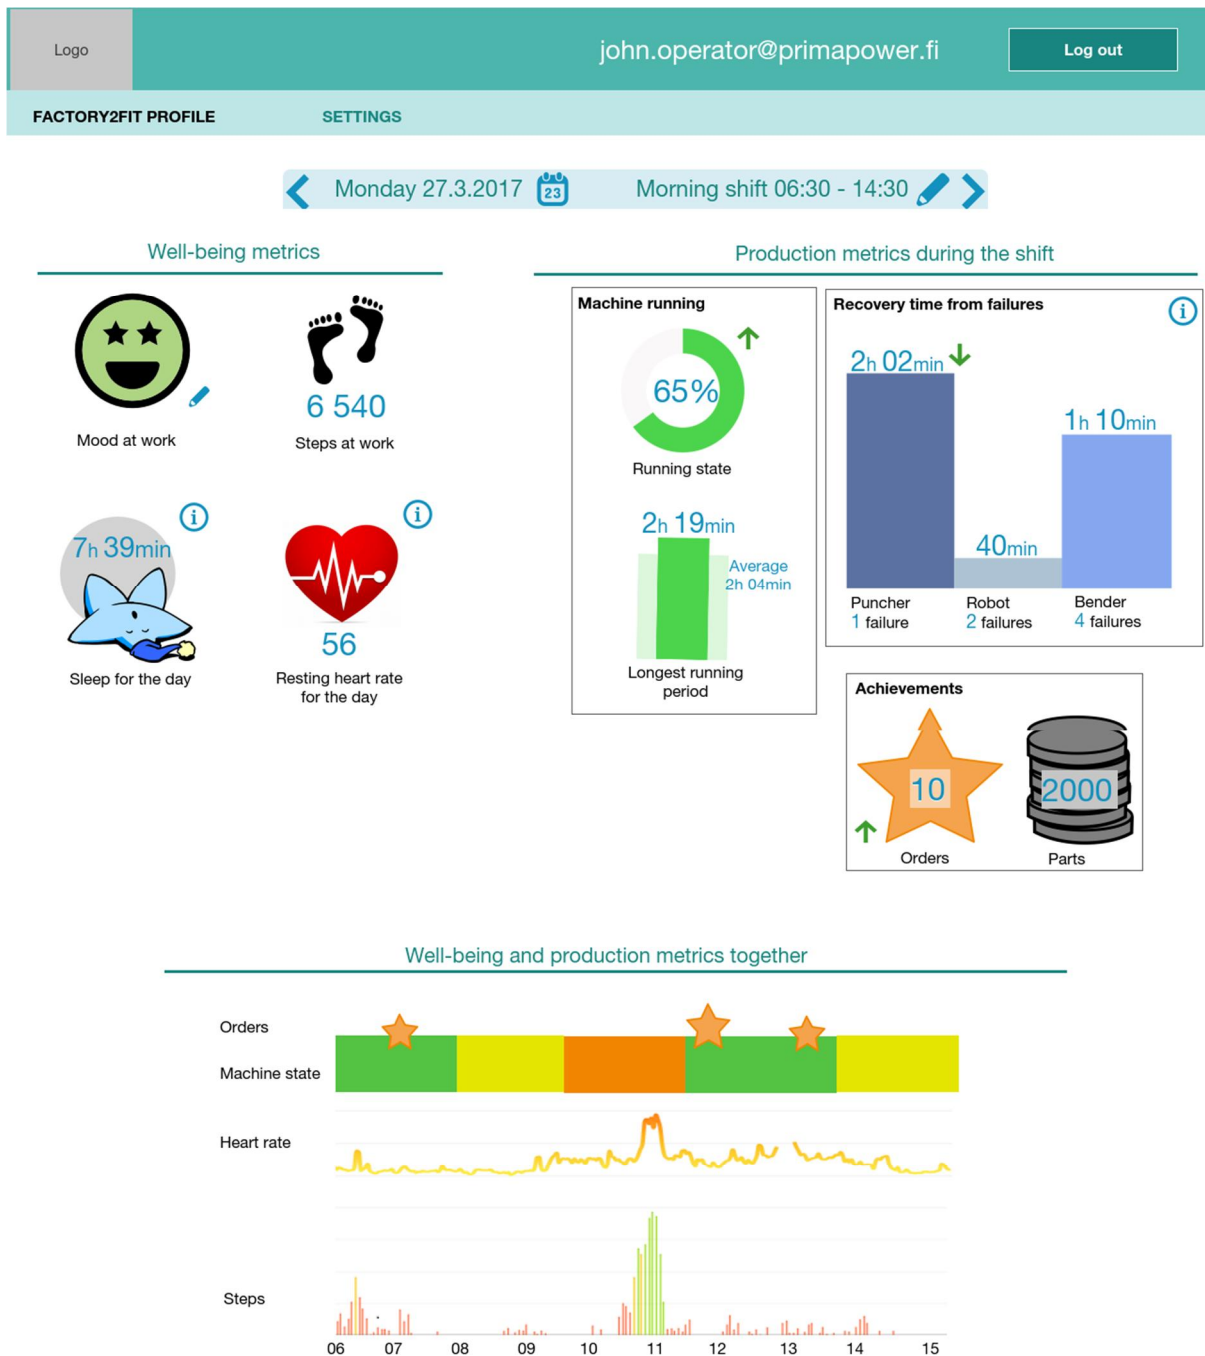 Logo
john.operator@primapower.fi
Log out
FACTORY2FIT PROFILE
SETTINGS
Monday 27.3.2017
23
Morning shift 06:30 - 14:30
Well-being metrics
6 540
Mood at work
Steps at work
7h 39min
i
i
56
Sleep for the day
Resting heart rate
for the day
Production metrics during the shift
Machine running
65%
Running state
2h 19min
Average
2h 04min
Longest running
period
Recovery time from failures
i
2h 02min
1h 10min
40min
Puncher
1 failure
Robot
2 failures
Bender
4 failures
Achievements
10
2000
Orders
Parts
Well-being and production metrics together
Orders
Machine state
Heart rate
Steps
06 07 08 09 10 11 12 13 14 15